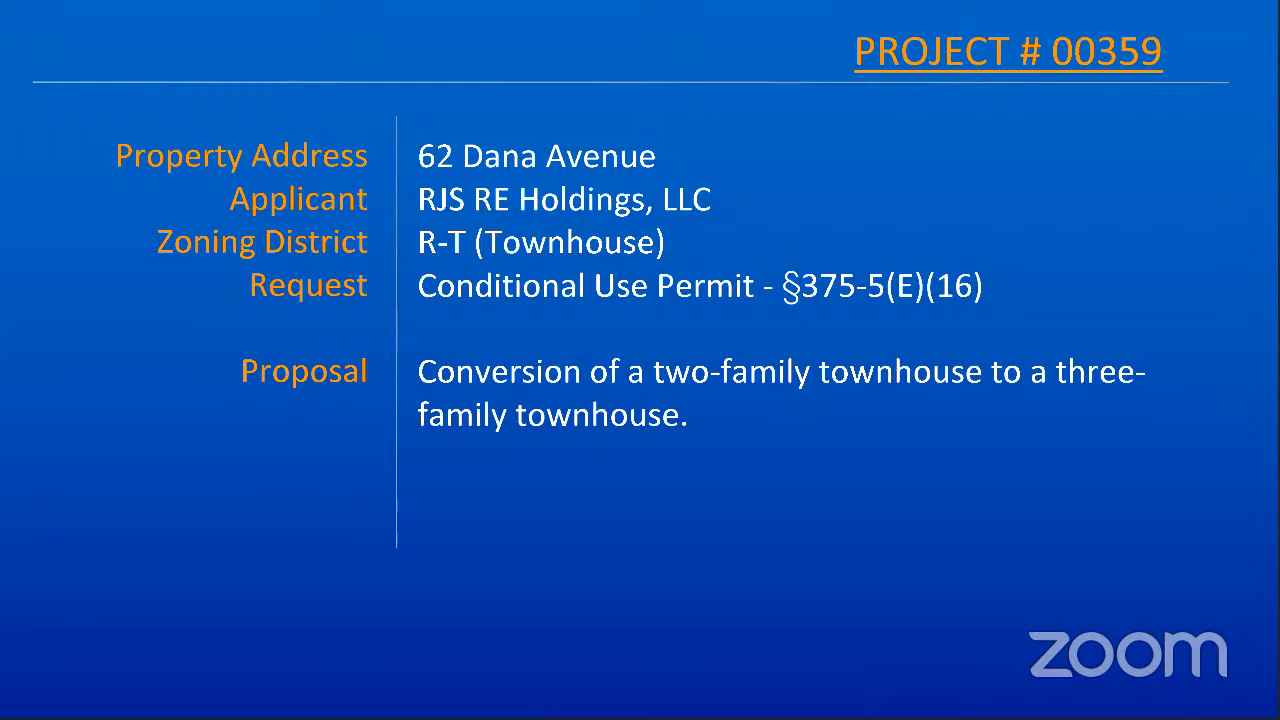 PROJECT # 00359
Property Address 62 Dana Avenue
Applicant RJS RE Holdings, LLC
Zoning District R-T (Townhouse)
Request Conditional Use Permit - §375-5(E)(16)
Proposal Conversion of a two-family townhouse to a three-
family townhouse.
zoom